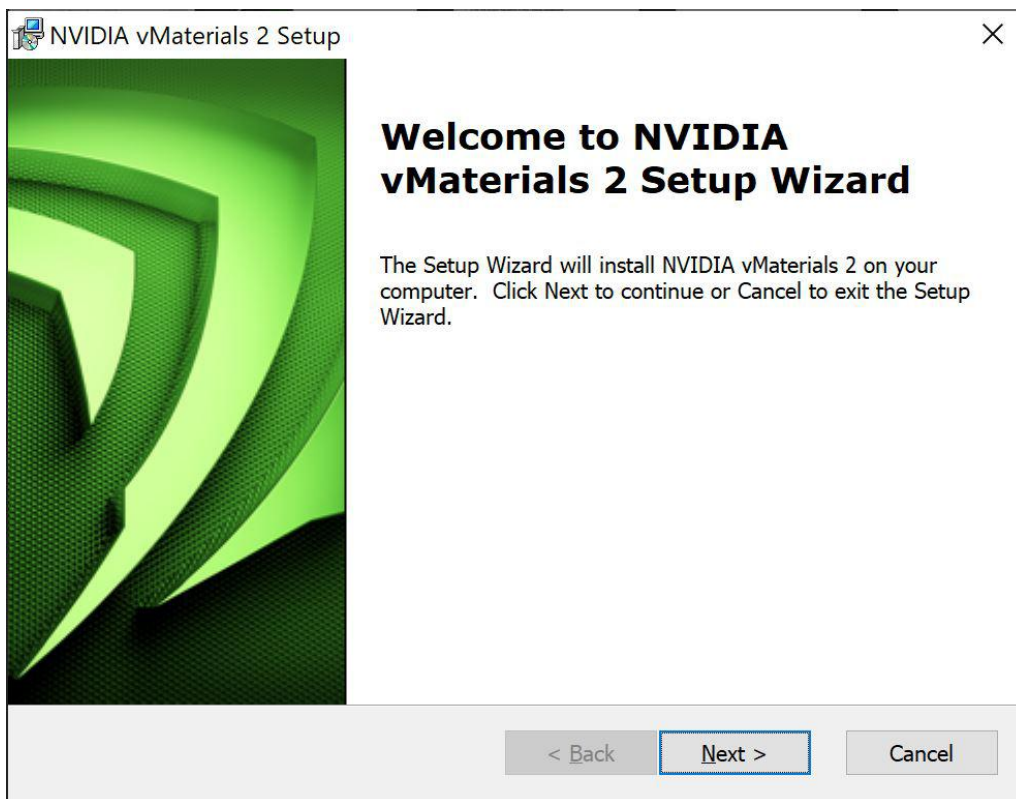 NVIDIA vMaterials 2 Setup
Welcome to NVIDIA
vMaterials 2 Setup Wizard
The Setup Wizard will install NVIDIA vMaterials 2 on your
computer.  Click Next to continue or Cancel to exit the Setup
Wizard.
< Back
Next >
Cancel